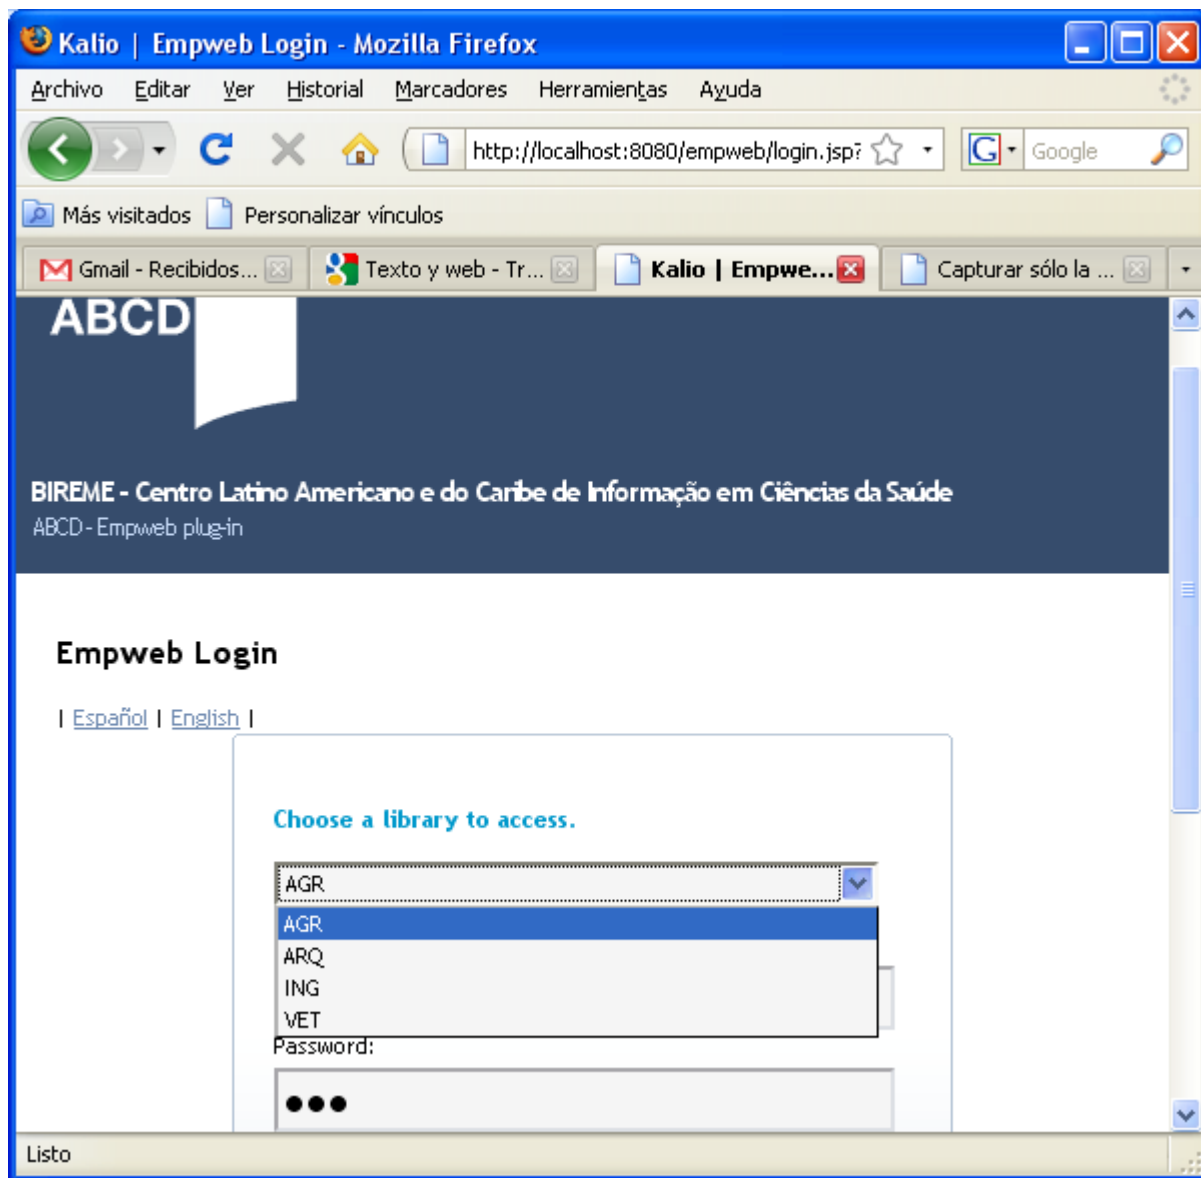 Kalio | Empweb Login - Mozilla Firefox
Archivo Editar Ver Historial Marcadores Herramientas Ayuda
http://localhost:8080/empweb/login.jsp? G Google
Más visitados Personalizar vínculos
Gmail - Recibidos... Texto y web - Tr... Kalio | Empwe... Capturar sólo la ...
ABCD
BIREME - Centro Latino Americano e do Caribe de Informação em Ciências da Saúde
ABCD - Empweb plug-in
Empweb Login
| Español | English |
Choose a library to access.
AGR
AGR
ARQ
ING
VET
Password:
Listo